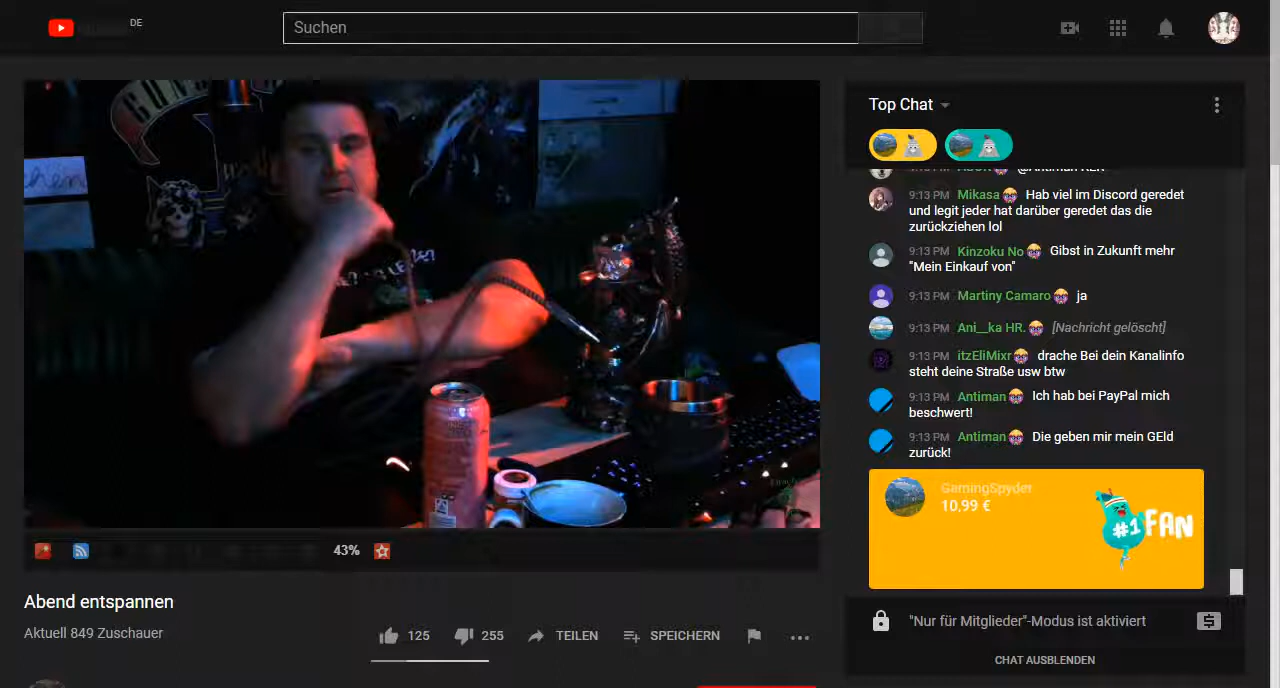 DE
Suchen
Top Chat
9:13 PM Mikasa Hab viel im Discord geredet
und legit jeder hat darüber geredet das die
zurückziehen lol
9:13 PM Kinzoku No Gibst in Zukunft mehr
"Mein Einkauf von"
9:13 PM Martiny Camaro ja
9:13 PM Ani__ka HR. [Nachricht gelöscht]
9:13 PM itzEliMixr drache Bei dein Kanalinfo
steht deine Straße usw btw
9:13 PM Antiman Ich hab bei PayPal mich
beschwert!
9:13 PM Antiman Die geben mir mein GEld
zurück!
GamingSpyder
10,99 €
#1 FAN
43%
Abend entspannen
Aktuell 849 Zuschauer
125
255
TEILEN
SPEICHERN
"Nur für Mitglieder"-Modus ist aktiviert
CHAT AUSBLENDEN